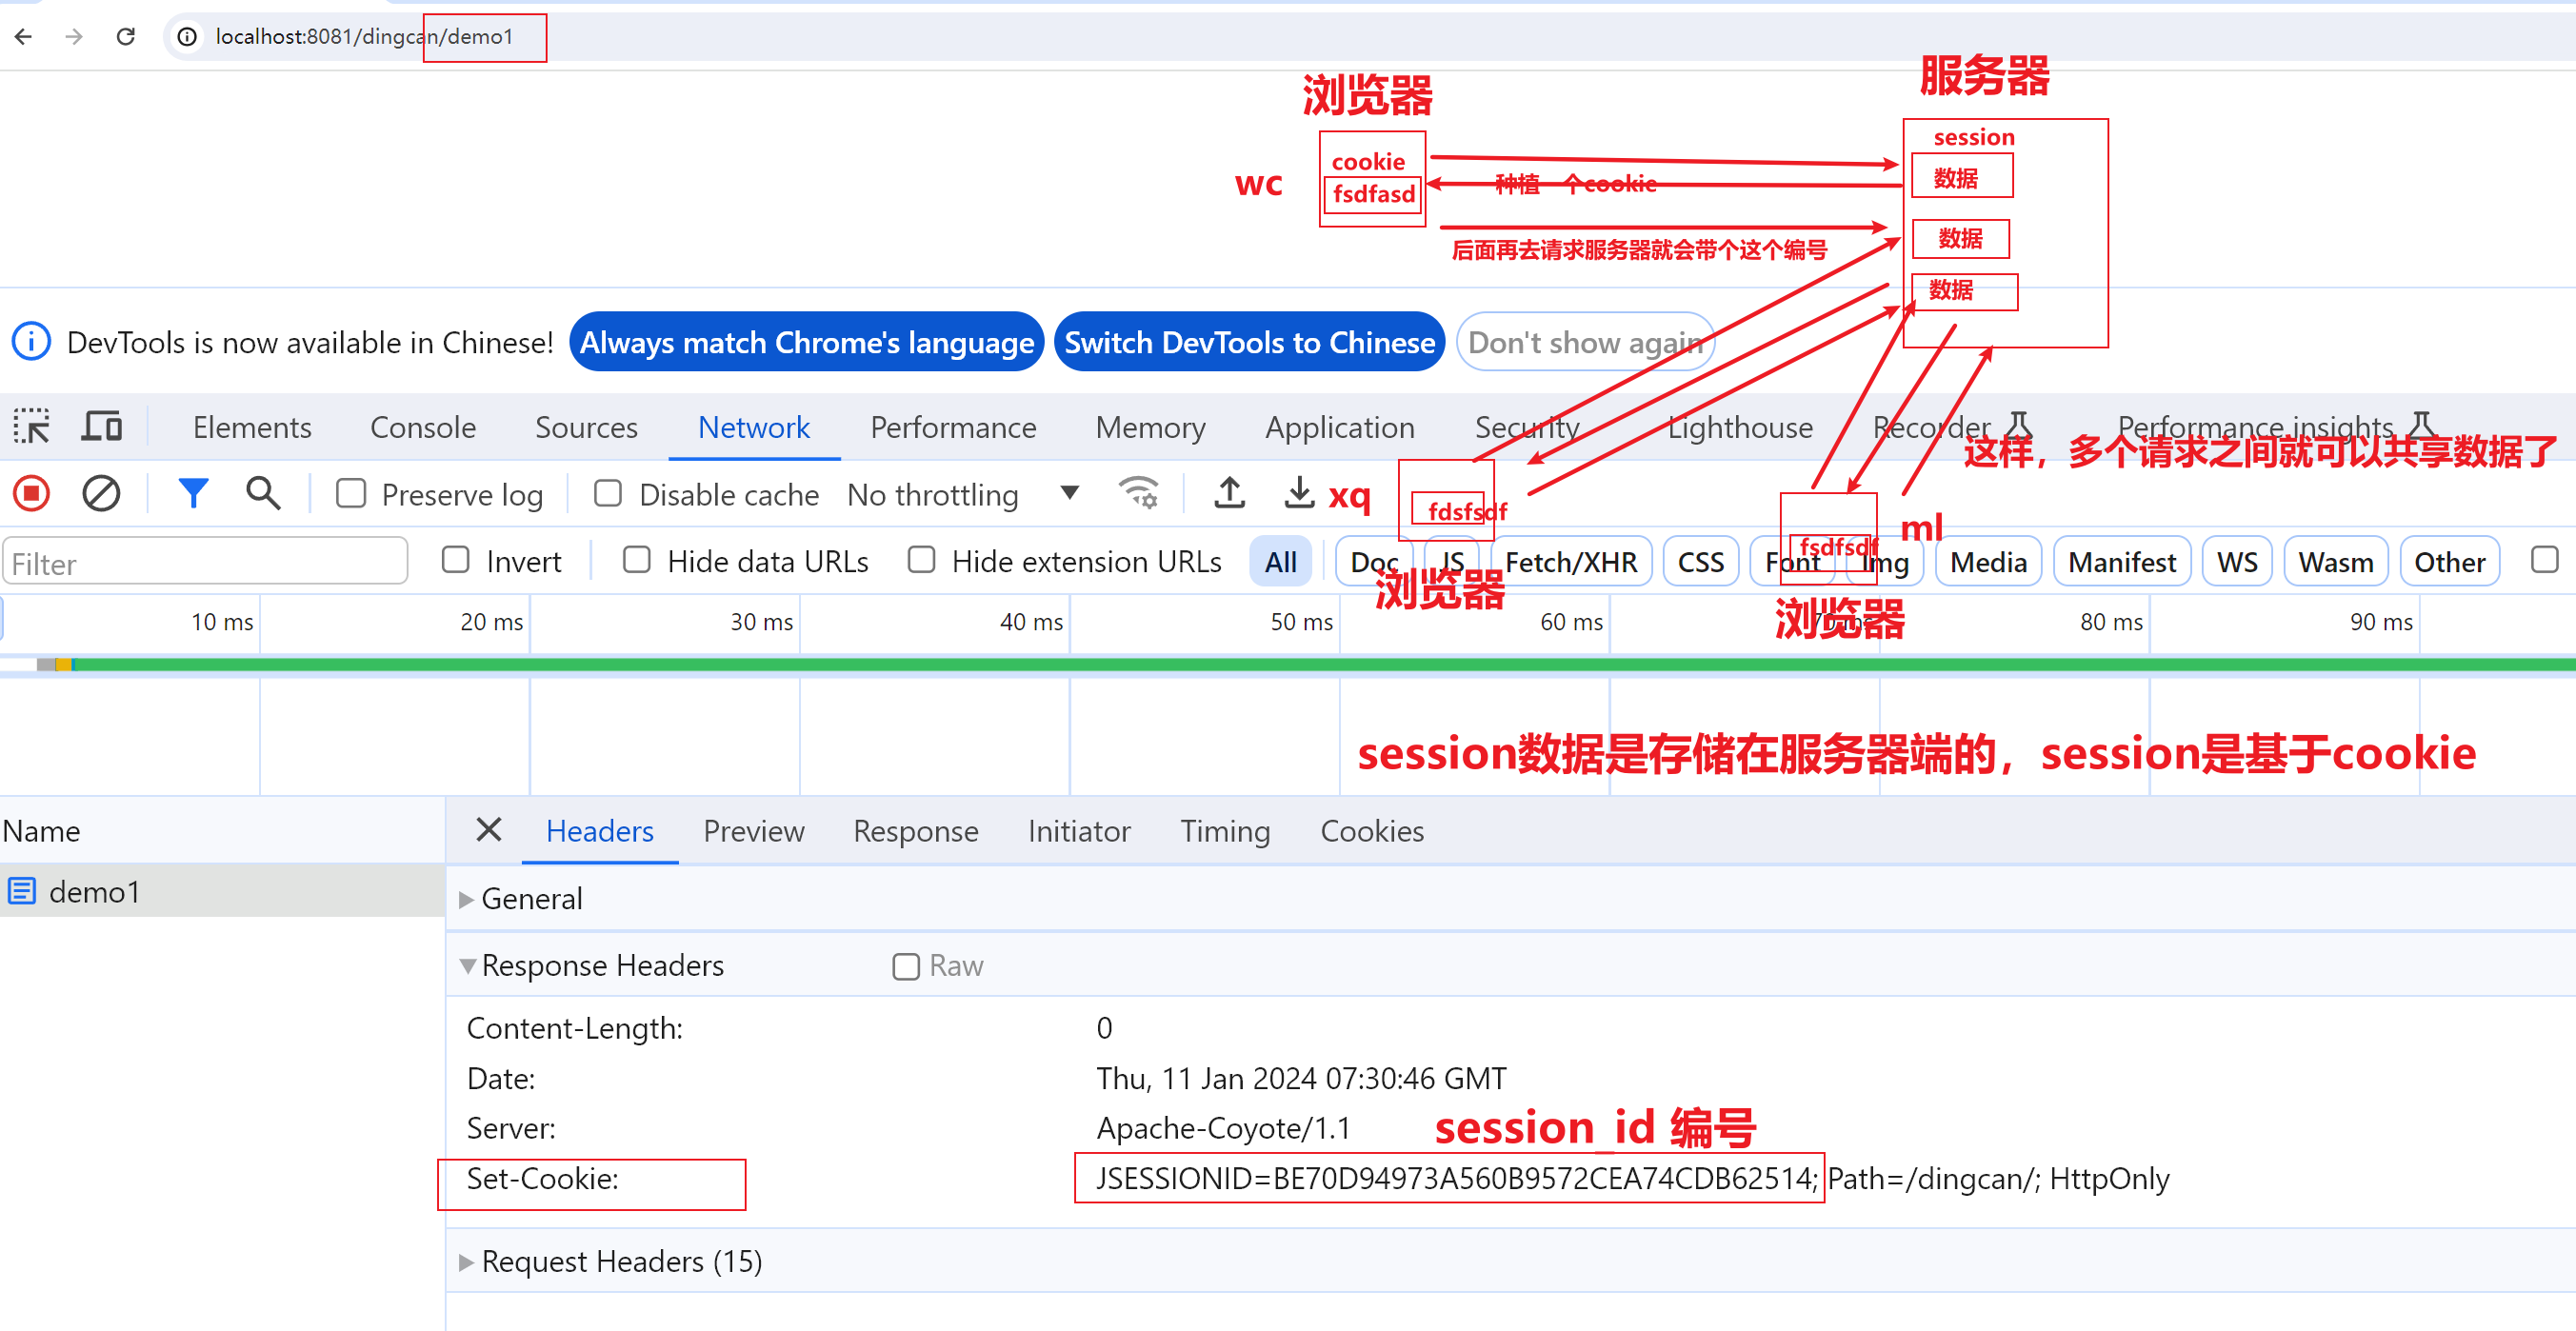 localhost:8081/dingcan/demo1
浏览器
服务器
cookie
fsdfasd
wc
种植一个cookie
session
数据
数据
数据
后面再去请求服务器就会带个这个编号
DevTools is now available in Chinese!
Always match Chrome's language
Switch DevTools to Chinese
Don't show again
Elements
Console
Sources
Network
Performance
Memory
Application
Security
Lighthouse
Recorder
Performance insights
这样，多个请求之间就可以共享数据了
Preserve log
Disable cache
No throttling
xq
fdsfsdf
浏览器
ml
fsdfsdf
浏览器
Filter
Invert
Hide data URLs
Hide extension URLs
All
Doc
JS
Fetch/XHR
CSS
Font
Img
Media
Manifest
WS
Wasm
Other
10 ms
20 ms
30 ms
40 ms
50 ms
60 ms
70 ms
80 ms
90 ms
session数据是存储在服务器端的，session是基于cookie
Name
Headers
Preview
Response
Initiator
Timing
Cookies
demo1
General
Response Headers
Raw
Content-Length:
0
Date:
Thu, 11 Jan 2024 07:30:46 GMT
Server:
Apache-Coyote/1.1
session_id 编号
Set-Cookie:
JSESSIONID=BE70D94973A560B9572CEA74CDB62514; Path=/dingcan/; HttpOnly
Request Headers (15)